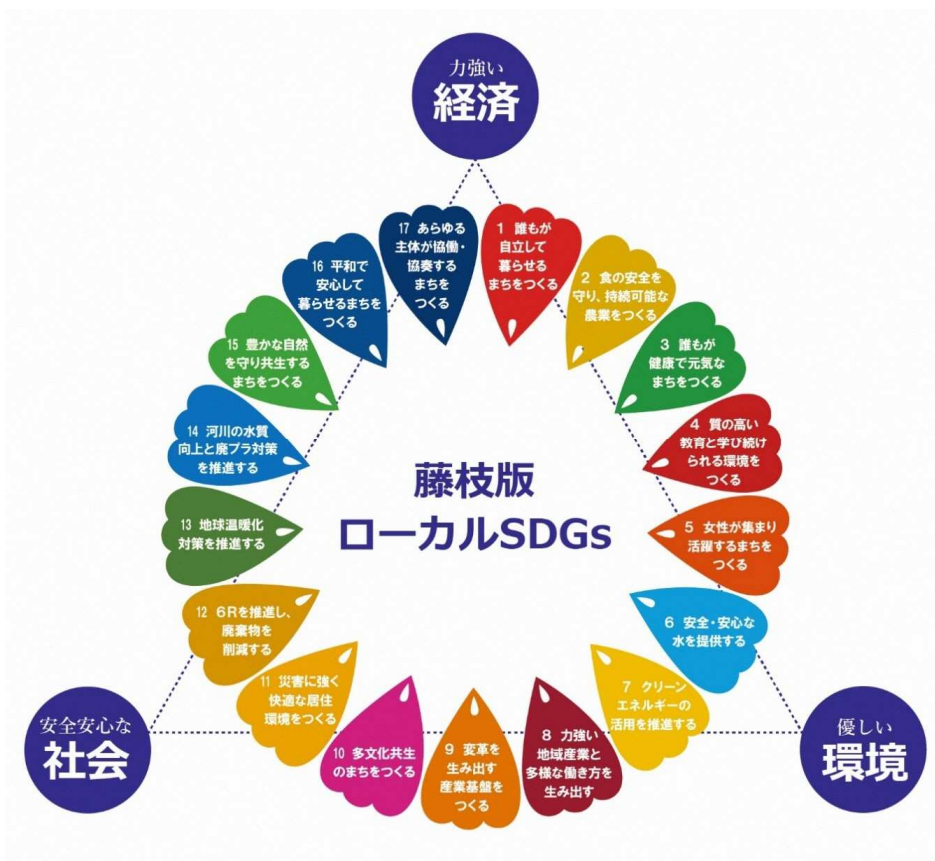 力強い
経済
17 あらゆる
主体が協働・
協奏する
まちを
つくる
1 誰もが
自立して
暮らせる
まちをつくる
16 平和で
安心して
暮らせるまちを
つくる
2 食の安全を
守り、持続可能な
農業をつくる
15 豊かな自然
を守り共生する
まちをつくる
3 誰もが
健康で元気な
まちをつくる
14 河川の水質
向上と廃プラ対策
を推進する
4 質の高い
教育と学び続け
られる環境を
つくる
藤枝版
ローカルSDGs
13 地球温暖化
対策を推進する
5 女性が集まり
活躍するまちを
つくる
12 6Rを推進し、
廃棄物を
削減する
6 安全・安心な
水を提供する
11 災害に強く
快適な居住
環境をつくる
7 クリーン
エネルギーの
活用を推進する
10 多文化共生
のまちをつくる
9 変革を
生み出す
産業基盤を
つくる
8 力強い
地域産業と
多様な働き方を
生み出す
安全安心な
社会
優しい
環境